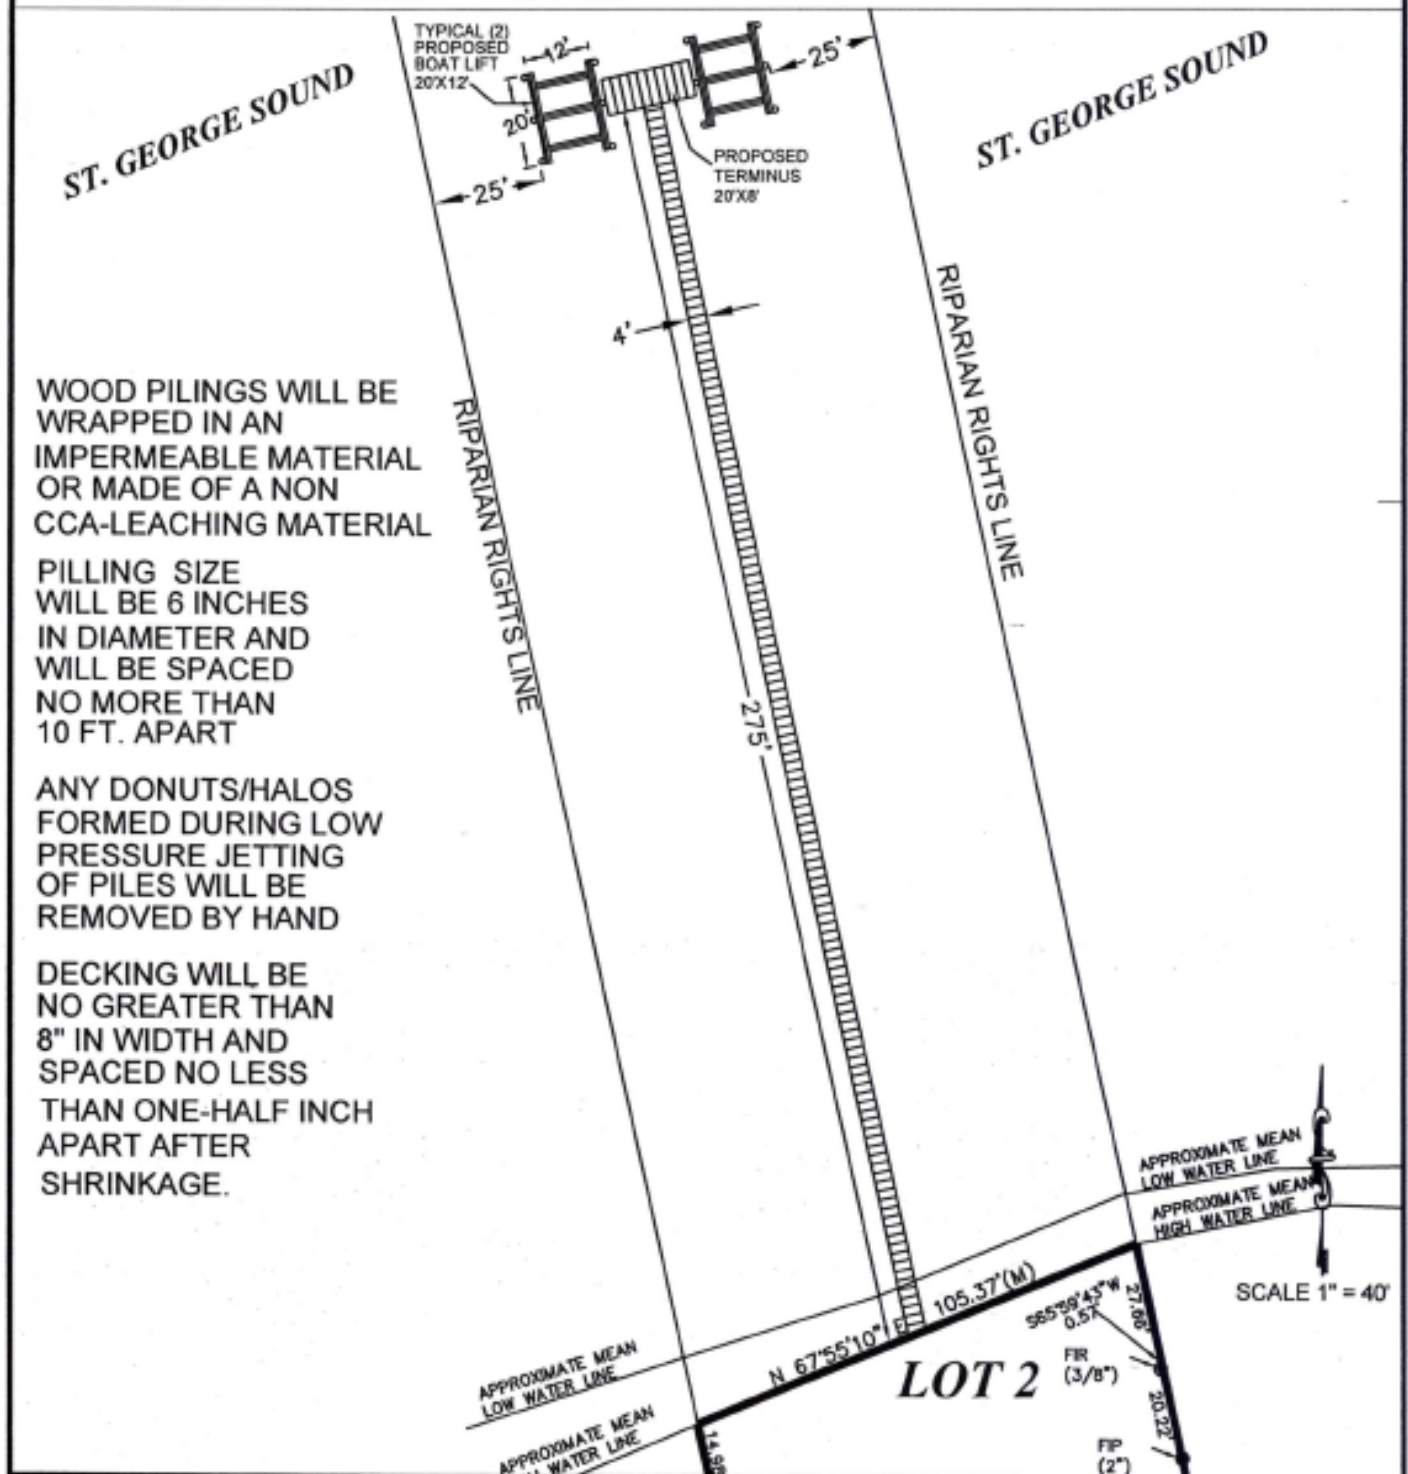 TYPICAL (2)
PROPOSED
BOAT LIFT
20'X12'
12'
20'
25'
25'
ST. GEORGE SOUND
ST. GEORGE SOUND
PROPOSED
TERMINUS
20'X8'
4'
RIPARIAN RIGHTS LINE
RIPARIAN RIGHTS LINE
275'
WOOD PILINGS WILL BE
WRAPPED IN AN
IMPERMEABLE MATERIAL
OR MADE OF A NON
CCA-LEACHING MATERIAL
PILLING SIZE
WILL BE 6 INCHES
IN DIAMETER AND
WILL BE SPACED
NO MORE THAN
10 FT. APART
ANY DONUTS/HALOS
FORMED DURING LOW
PRESSURE JETTING
OF PILES WILL BE
REMOVED BY HAND
DECKING WILL BE
NO GREATER THAN
8" IN WIDTH AND
SPACED NO LESS
THAN ONE-HALF INCH
APART AFTER
SHRINKAGE.
APPROXIMATE MEAN
LOW WATER LINE
APPROXIMATE MEAN
HIGH WATER LINE
SCALE 1" = 40'
N 67°55'10" E
105.37'(M)
S65°59'43"W
0.57'
27.66'
FIR
(3/8")
20.22'
FIP
(2")
LOT 2
APPROXIMATE MEAN
LOW WATER LINE
APPROXIMATE MEAN
WATER LINE
14.98